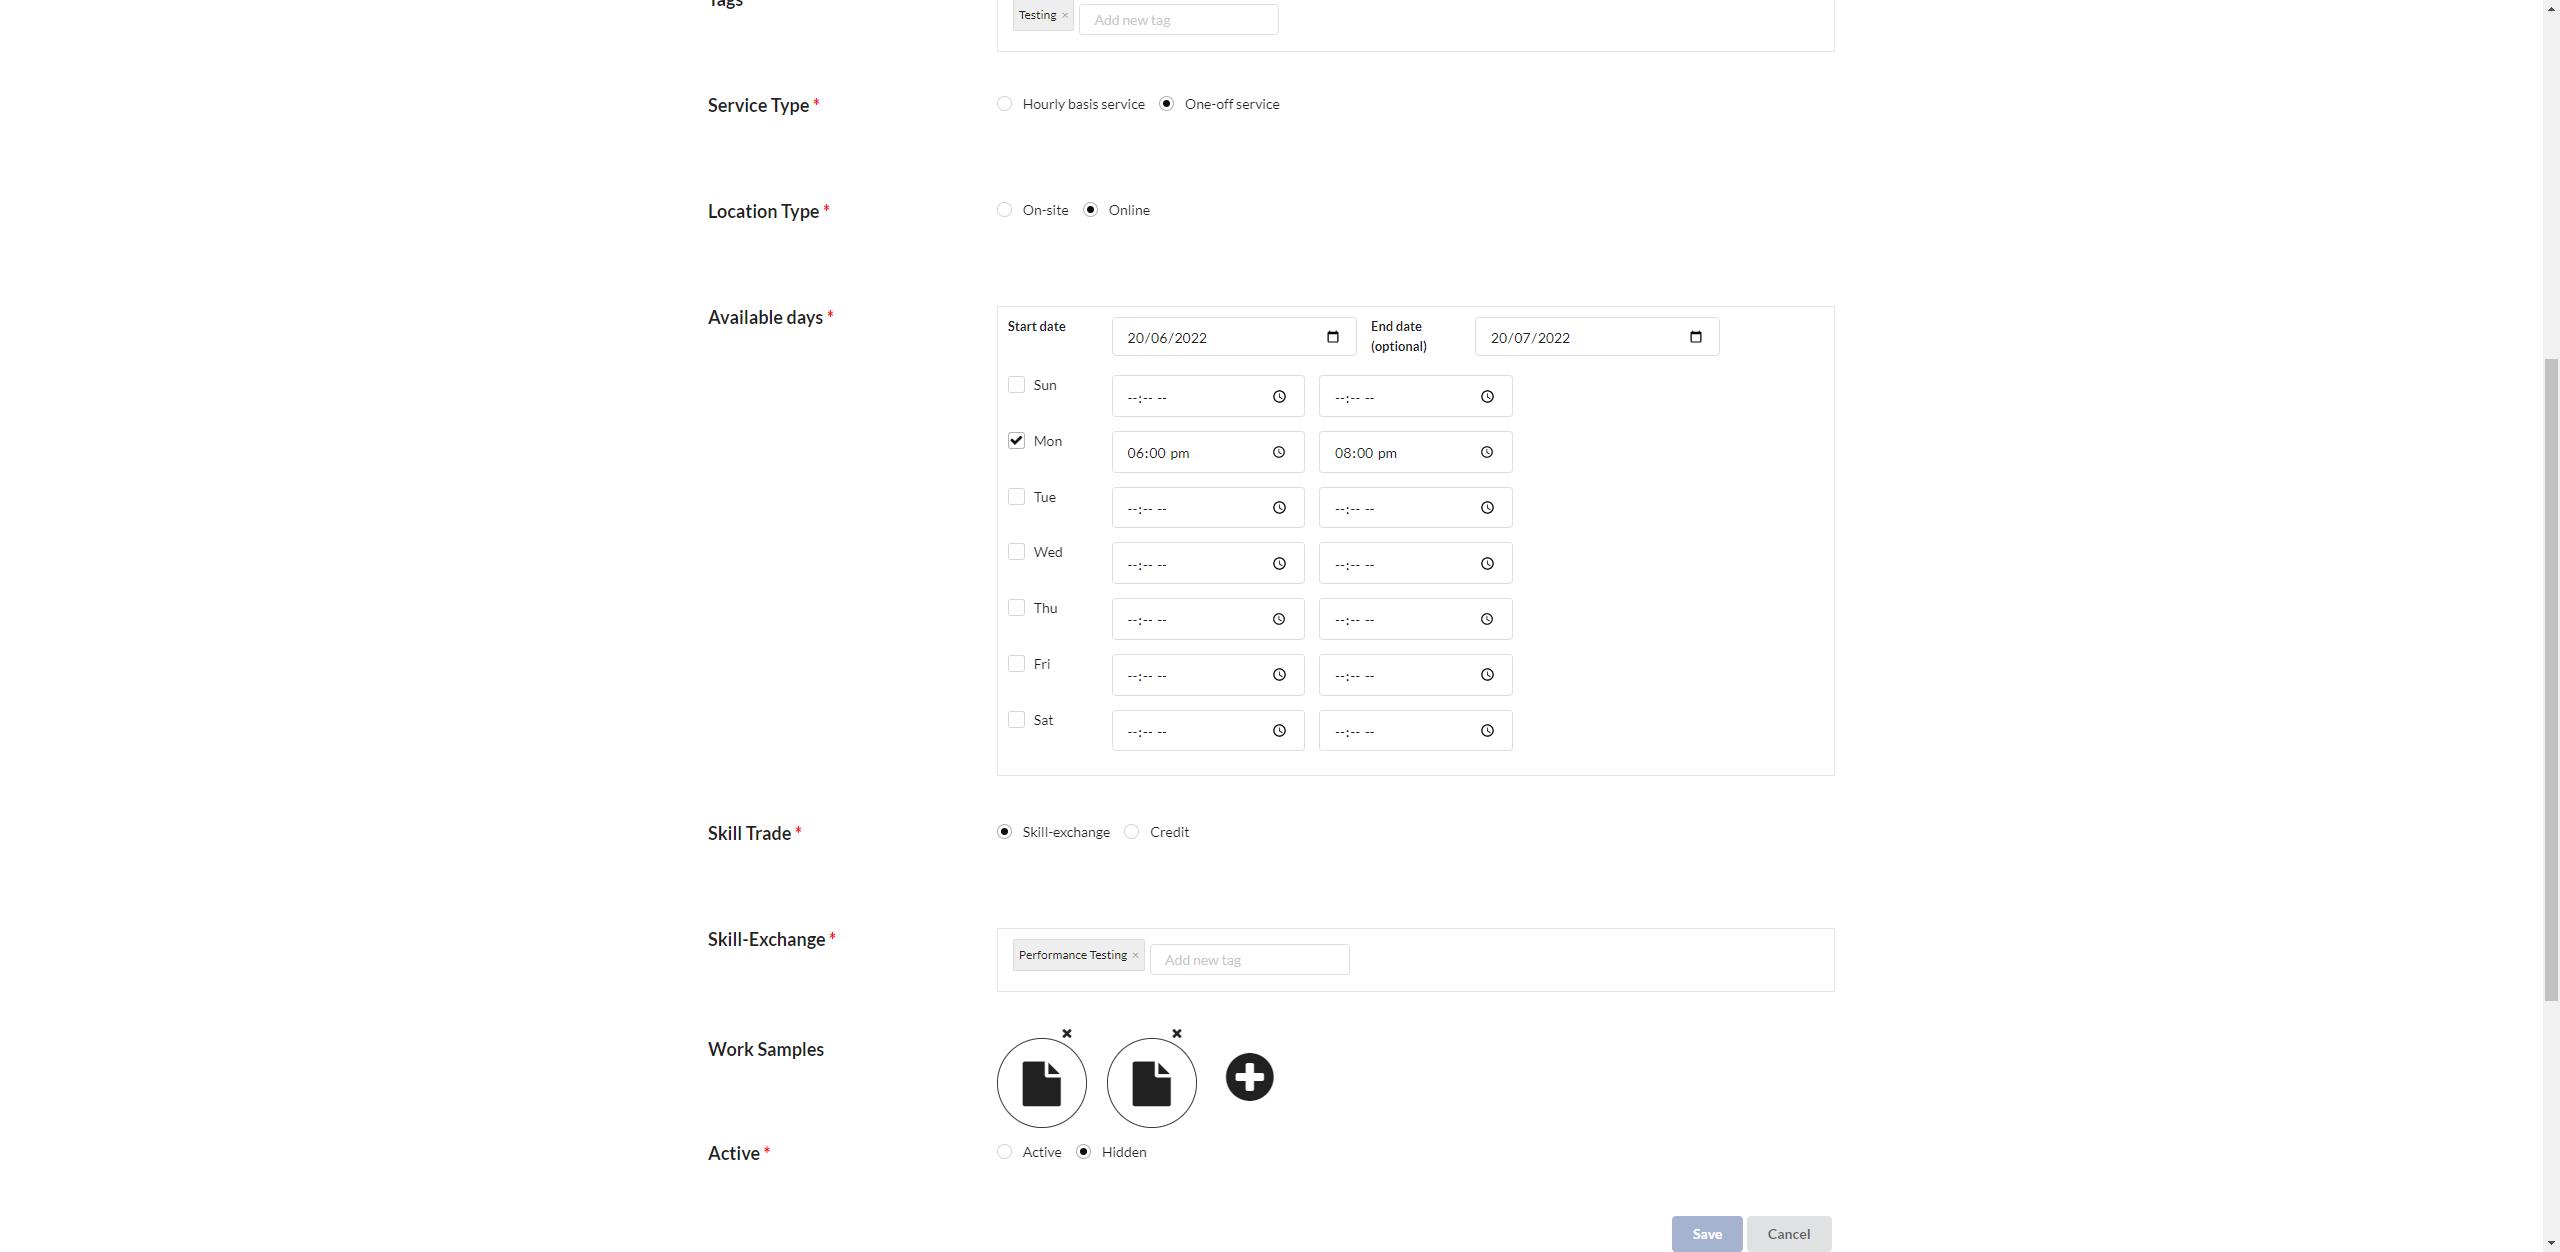 Tags
Testing ×
Add new tag
Service Type *
Hourly basis service
One-off service
Location Type *
On-site
Online
Available days *
Start date
20/06/2022
End date
(optional)
20/07/2022
Sun
--:-- --
--:-- --
Mon
06:00 pm
08:00 pm
Tue
--:-- --
--:-- --
Wed
--:-- --
--:-- --
Thu
--:-- --
--:-- --
Fri
--:-- --
--:-- --
Sat
--:-- --
--:-- --
Skill Trade *
Skill-exchange
Credit
Skill-Exchange *
Performance Testing ×
Add new tag
Work Samples
Active *
Active
Hidden
Save
Cancel